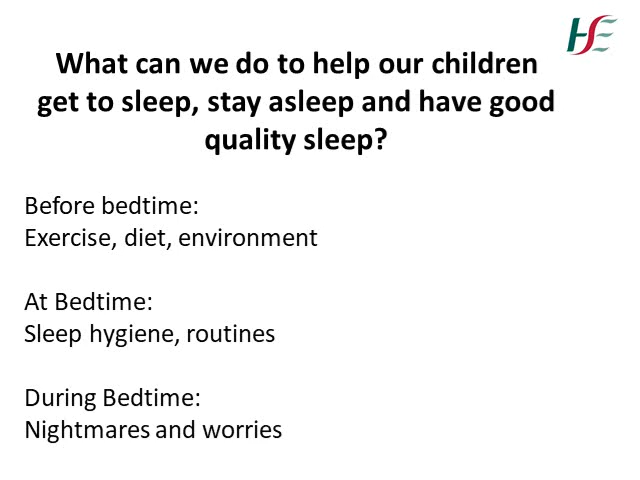 HSE
What can we do to help our children
get to sleep, stay asleep and have good
quality sleep?
Before bedtime:
Exercise, diet, environment
At Bedtime:
Sleep hygiene, routines
During Bedtime:
Nightmares and worries